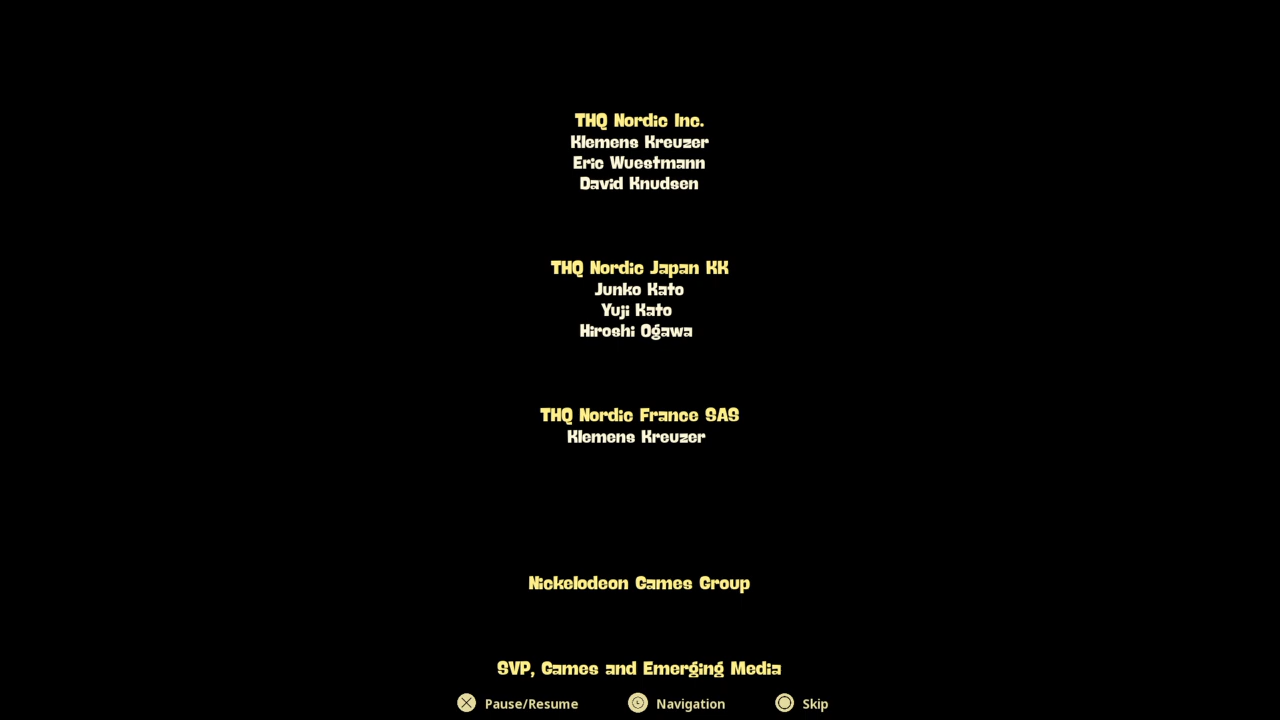 THQ Nordic Inc.
Klemens Kreuzer
Eric Wuestmann
David Knudsen
THQ Nordic Japan KK
Junko Kato
Yuji Kato
Hiroshi Ogawa
THQ Nordic France SAS
Klemens Kreuzer
Nickelodeon Games Group
SVP, Games and Emerging Media
Pause/Resume L Navigation Skip